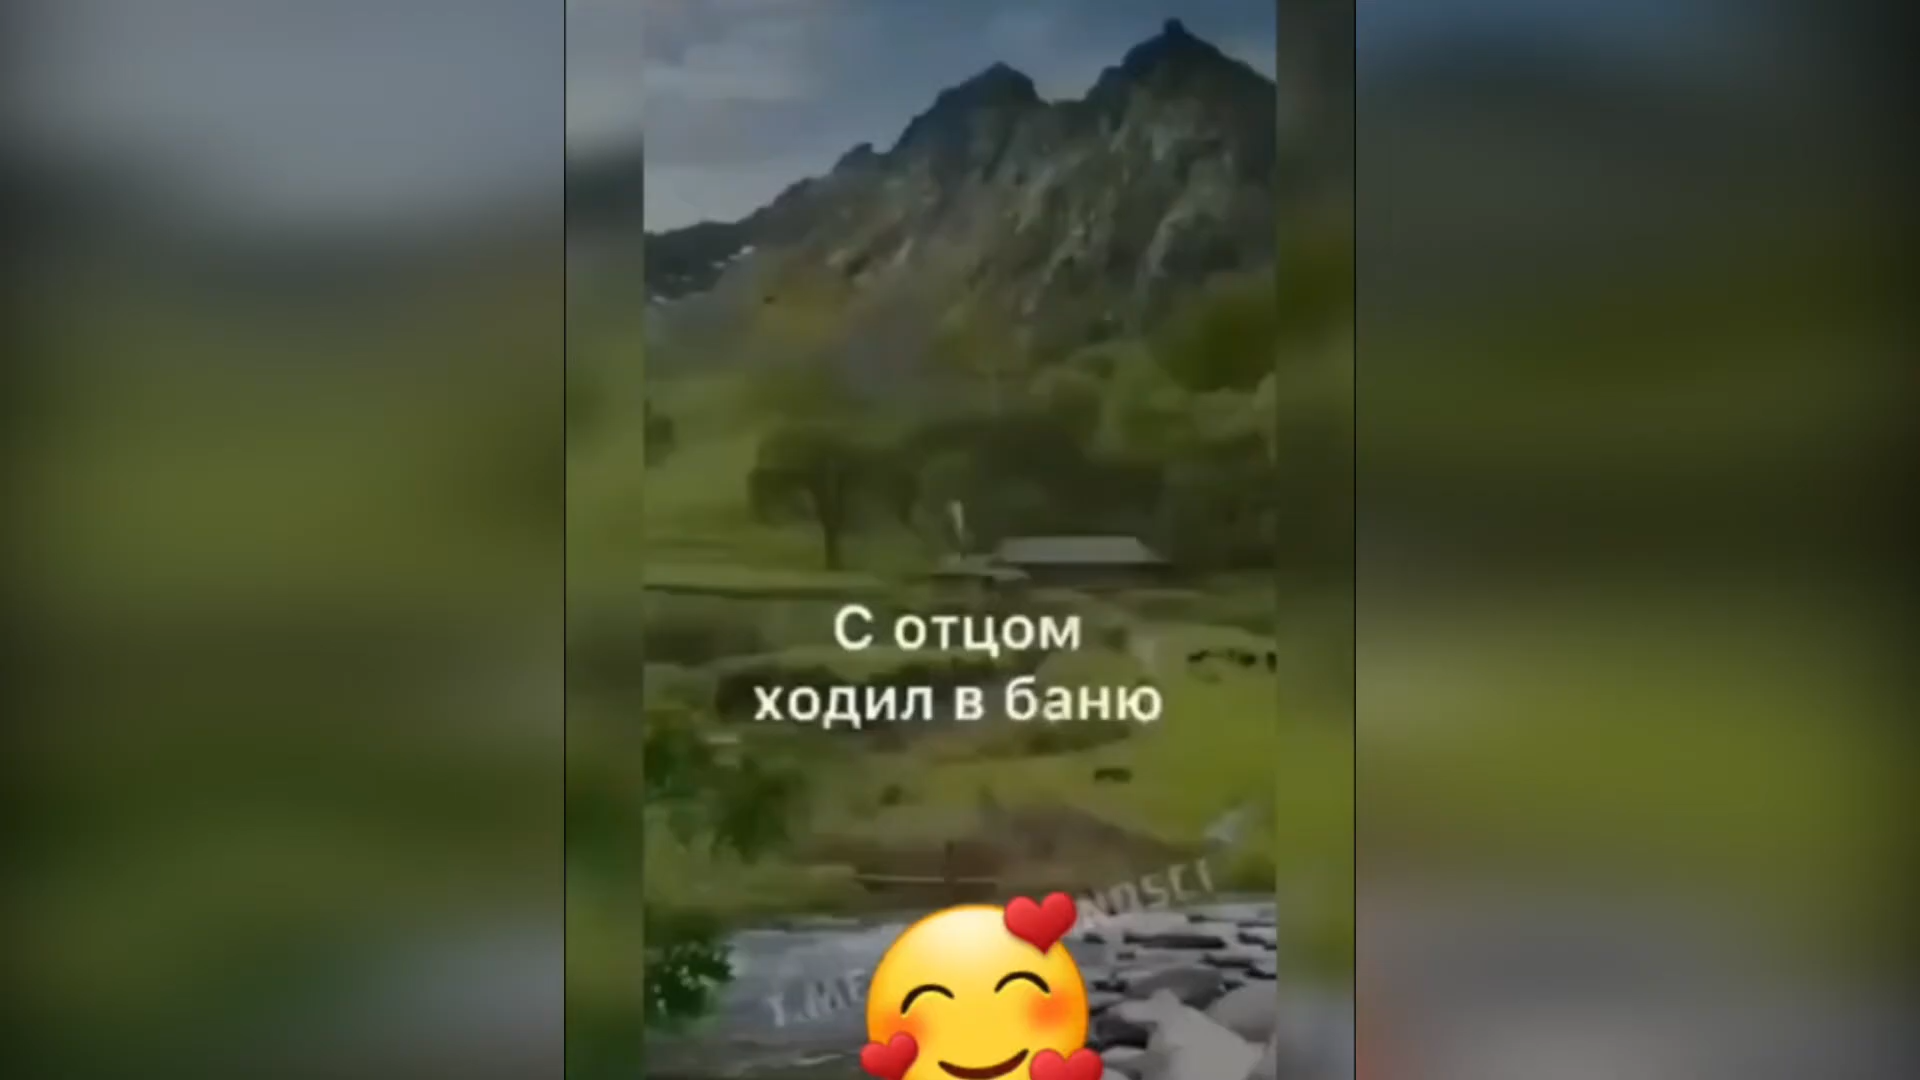 С отцом
ходил в баню